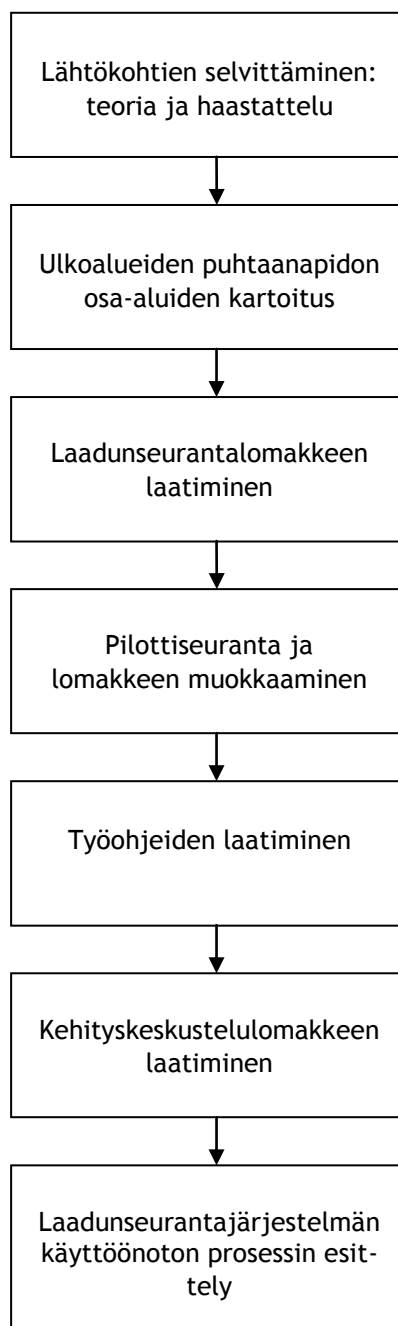 Lähtökohtien selvittäminen:
teoria ja haastattelu
Ulkoalueiden puhtaanapidon
osa-aluiden kartoitus
Laadunseurantalomakkeen
laatiminen
Pilottiseuranta ja
lomakkeen muokkaaminen
Työohjeiden laatiminen
Kehityskeskustelulomakkeen
laatiminen
Laadunseurantajärjestelmän
käyttöönoton prosessin esit-
tely